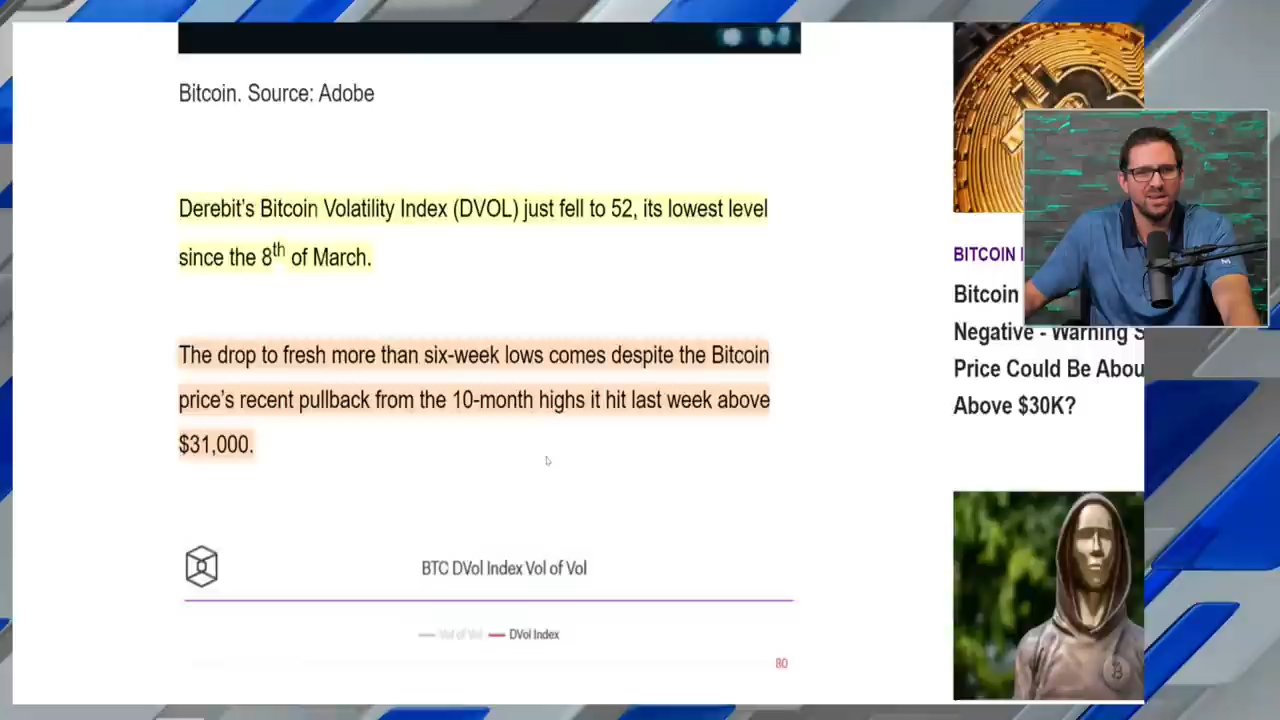 Bitcoin. Source: Adobe
Derebit's Bitcoin Volatility Index (DVOL) just fell to 52, its lowest level
since the 8th of March.
The drop to fresh more than six-week lows comes despite the Bitcoin
price's recent pullback from the 10-month highs it hit last week above
$31,000.
BTC DVol Index Vol of Vol
Vol of Vol DVol Index
80
BITCOIN
Bitcoin
Negative - Warning S
Price Could Be Abou
Above $30K?